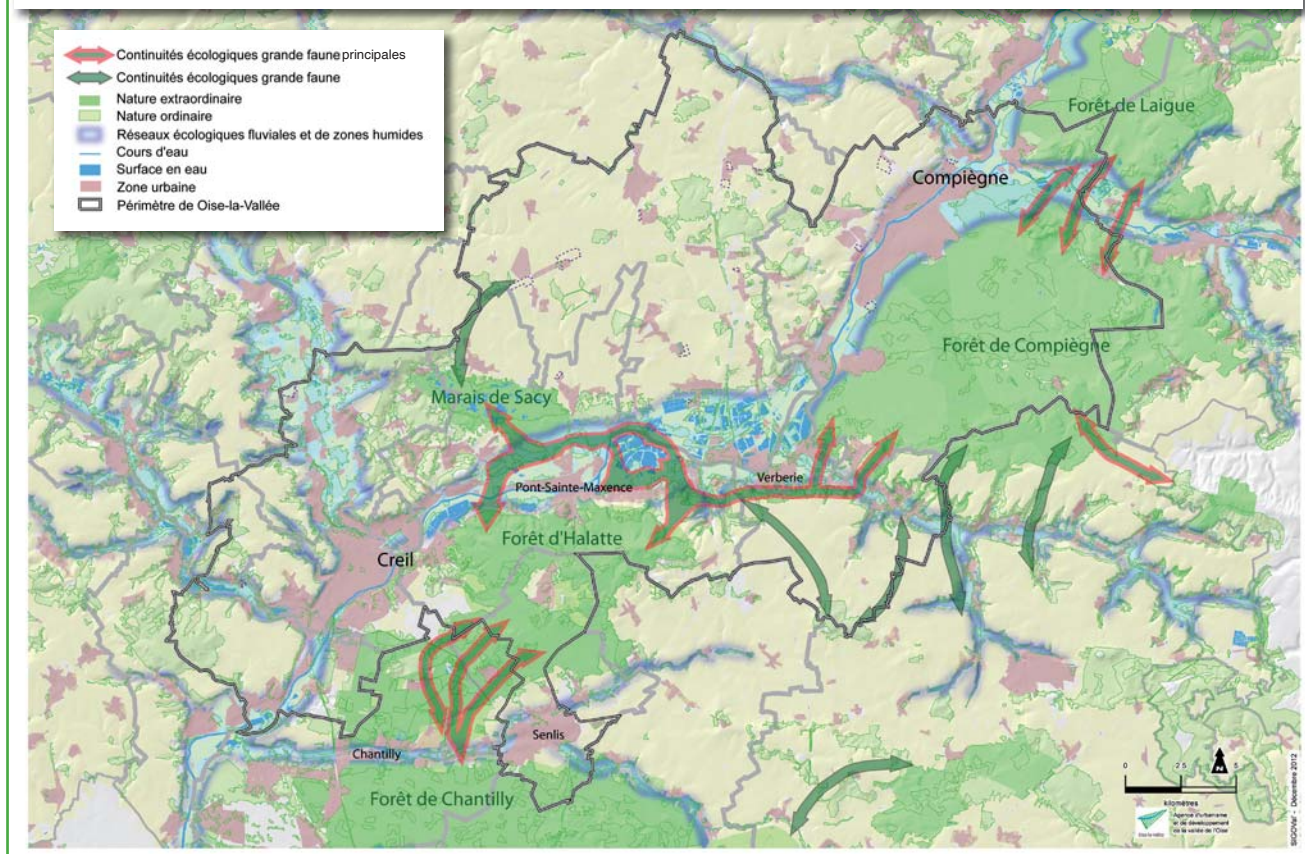 Continuités écologiques grande faune principales
Continuités écologiques grande faune
Nature extraordinaire
Nature ordinaire
Réseaux écologiques fluviales et de zones humides
Cours d'eau
Surface en eau
Zone urbaine
Périmètre de Oise-la-Vallée
Forêt de Laigue
Compiègne
Forêt de Compiègne
Marais de Sacy
Verberie
Pont-Sainte-Maxence
Forêt d'Halatte
Creil
Senlis
Chantilly
Forêt de Chantilly
N
0 2.5 5
kilomètres
Agence d'urbanisme
et de développement
de la vallée de l'Oise
Oise-la-Vallée
SIGOVal - Décembre 2012